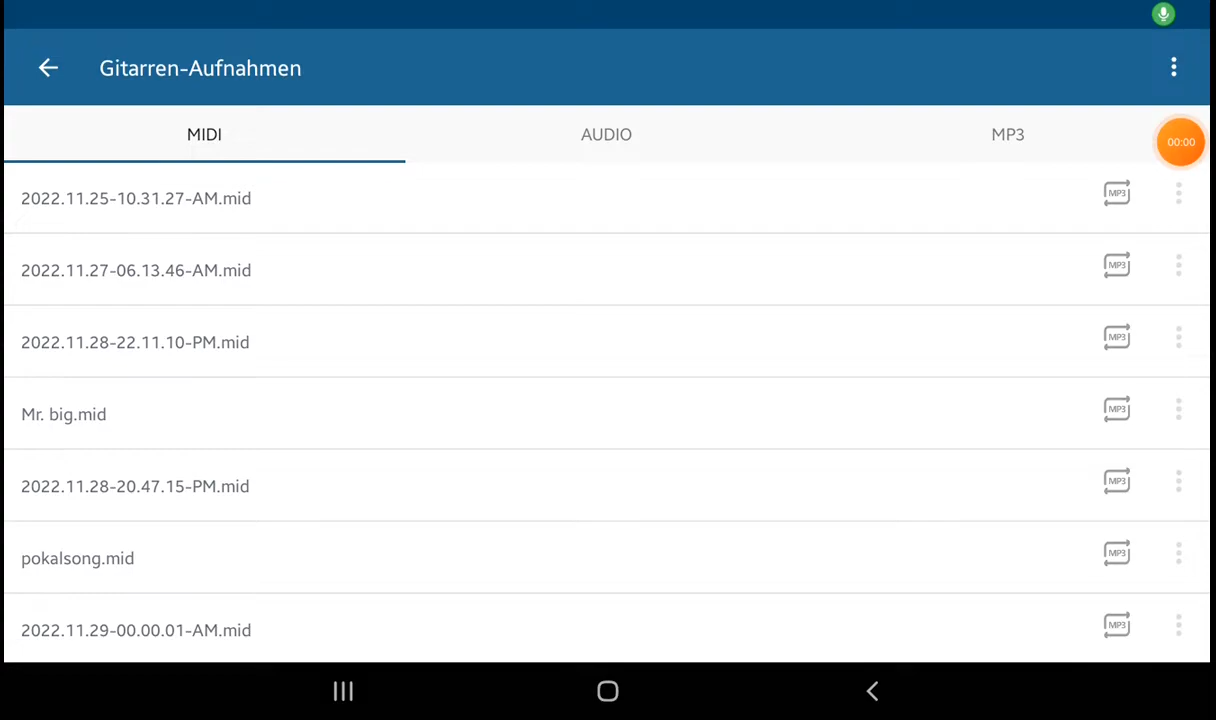 Gitarren-Aufnahmen
MIDI
AUDIO
MP3
00:00
2022.11.25-10.31.27-AM.mid
MP3
2022.11.27-06.13.46-AM.mid
MP3
2022.11.28-22.11.10-PM.mid
MP3
Mr. big.mid
MP3
2022.11.28-20.47.15-PM.mid
MP3
pokalsong.mid
MP3
2022.11.29-00.00.01-AM.mid
MP3